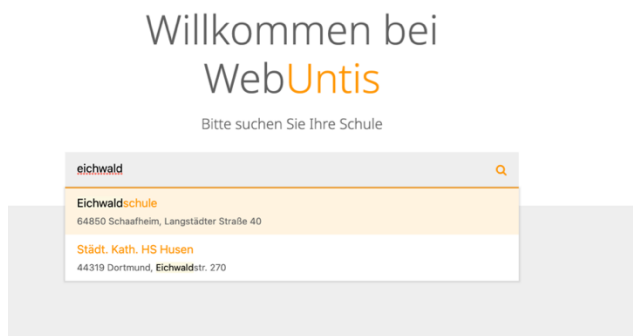 Willkommen bei
WebUntis
Bitte suchen Sie Ihre Schule
eichwald
Eichwaldschule
64850 Schaafheim, Langstädter Straße 40
Städt. Kath. HS Husen
44319 Dortmund, Eichwaldstr. 270